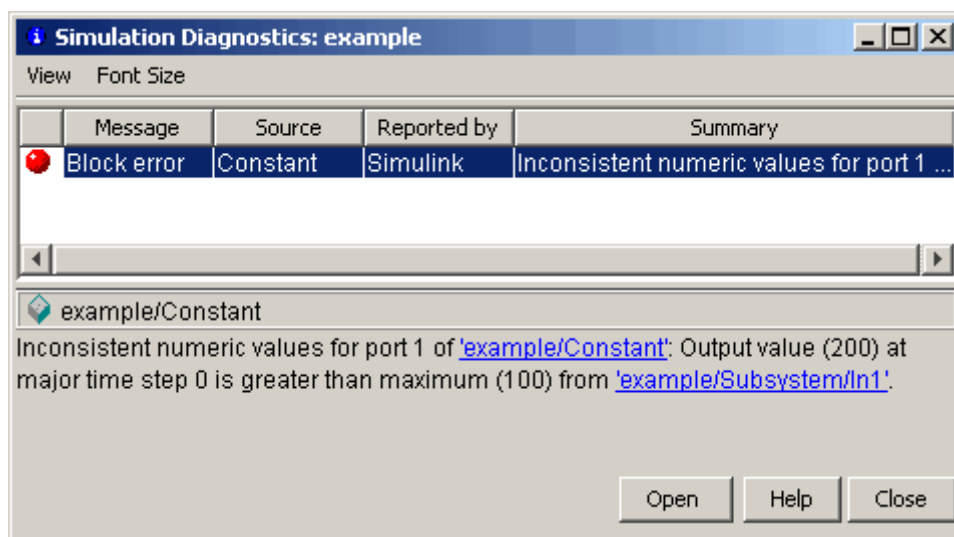 Simulation Diagnostics: example
View Font Size
Message Source Reported by Summary
Block error Constant Simulink Inconsistent numeric values for port 1 ...
example/Constant
Inconsistent numeric values for port 1 of 'example/Constant': Output value (200) at
major time step 0 is greater than maximum (100) from 'example/Subsystem/In1'.
Open Help Close